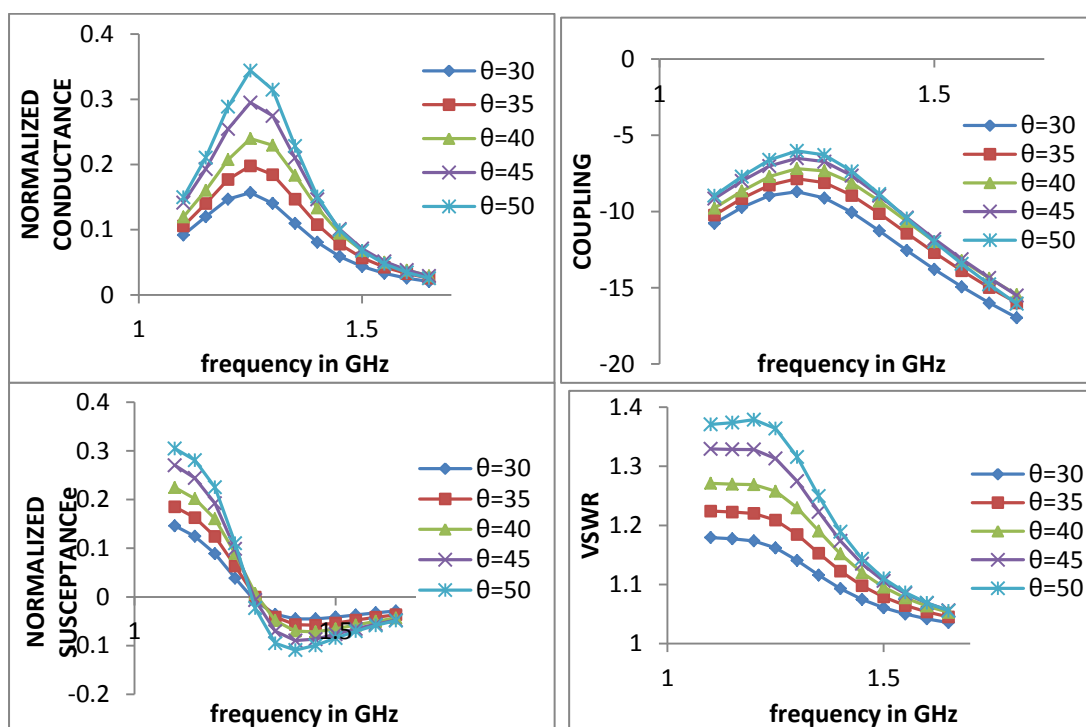 NORMALIZED
CONDUCTANCE
0.4
0.3
0.2
0.1
0
1
1.5
frequency in GHz
θ=30
θ=35
θ=40
θ=45
θ=50
COUPLING
0
-5
-10
-15
-20
1
1.5
frequency in GHz
θ=30
θ=35
θ=40
θ=45
θ=50
NORMALIZED
SUSCEPTANCEe
0.4
0.3
0.2
0.1
0
-0.1
-0.2
1
1.5
frequency in GHz
θ=30
θ=35
θ=40
θ=45
θ=50
VSWR
1.4
1.3
1.2
1.1
1
1
1.5
frequency in GHz
θ=30
θ=35
θ=40
θ=45
θ=50